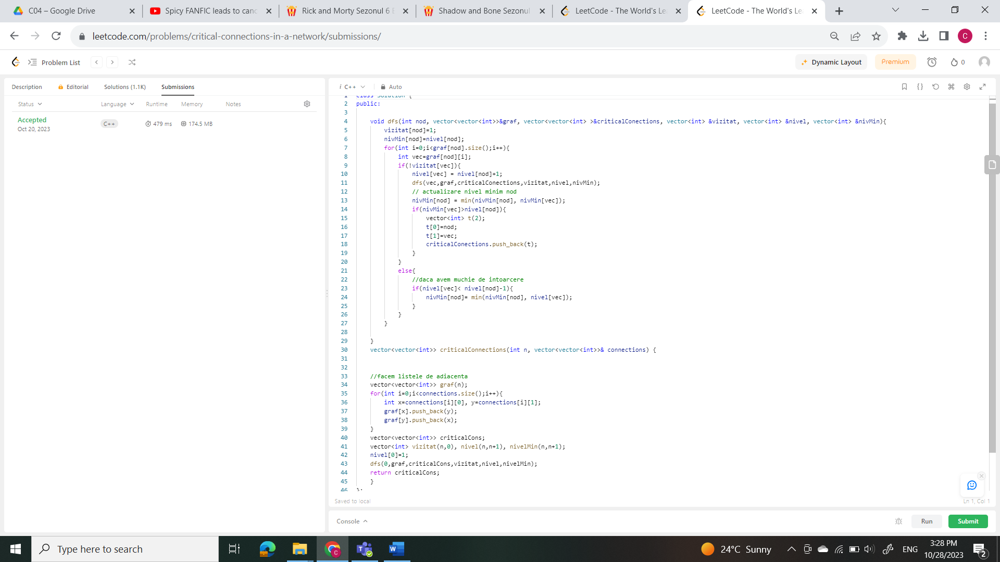 C04 – Google Drive
Spicy FANFIC leads to canc
Rick and Morty Sezonul 6 E
Shadow and Bone Sezonul
LeetCode - The World's Le
LeetCode - The World's Le
leetcode.com/problems/critical-connections-in-a-network/submissions/
C
Problem List
Dynamic Layout
Premium
0
Description
Editorial
Solutions (1.1K)
Submissions
Status
Language
Runtime
Memory
Notes
Accepted
Oct 20, 2023
C++
479 ms
174.5 MB
i C++
Auto
1 class Solution {
2 public:
3
4 void dfs(int nod, vector<vector<int>>&graf, vector<vector<int> >&criticalConections, vector<int> &vizitat, vector<int> &nivel, vector<int> &nivMin){
5 vizitat[nod]=1;
6 nivMin[nod]=nivel[nod];
7 for(int i=0;i<graf[nod].size();i++){
8 int vec=graf[nod][i];
9 if(!vizitat[vec]){
10 nivel[vec] = nivel[nod]+1;
11 dfs(vec,graf,criticalConections,vizitat,nivel,nivMin);
12 // actualizare nivel minim nod
13 nivMin[nod] = min(nivMin[nod], nivMin[vec]);
14 if(nivMin[vec]>nivel[nod]){
15 vector<int> t(2);
16 t[0]=nod;
17 t[1]=vec;
18 criticalConections.push_back(t);
19 }
20 }
21 else{
22 //daca avem muchie de intoarcere
23 if(nivel[vec]< nivel[nod]-1){
24 nivMin[nod]= min(nivMin[nod], nivel[vec]);
25 }
26 }
27 }
28
29 }
30 vector<vector<int>> criticalConnections(int n, vector<vector<int>>& connections) {
31
32
33 //facem listele de adiacenta
34 vector<vector<int>> graf(n);
35 for(int i=0;i<connections.size();i++){
36 int x=connections[i][0], y=connections[i][1];
37 graf[x].push_back(y);
38 graf[y].push_back(x);
39 }
40 vector<vector<int>> criticalCons;
41 vector<int> vizitat(n,0), nivel(n,n+1), nivelMin(n,n+1);
42 nivel[0]=1;
43 dfs(0,graf,criticalCons,vizitat,nivel,nivelMin);
44 return criticalCons;
45 }
46 };
Saved to local
Ln 1, Col 1
Console
Run
Submit
Type here to search
24°C Sunny
ENG
3:28 PM
10/28/2023
2